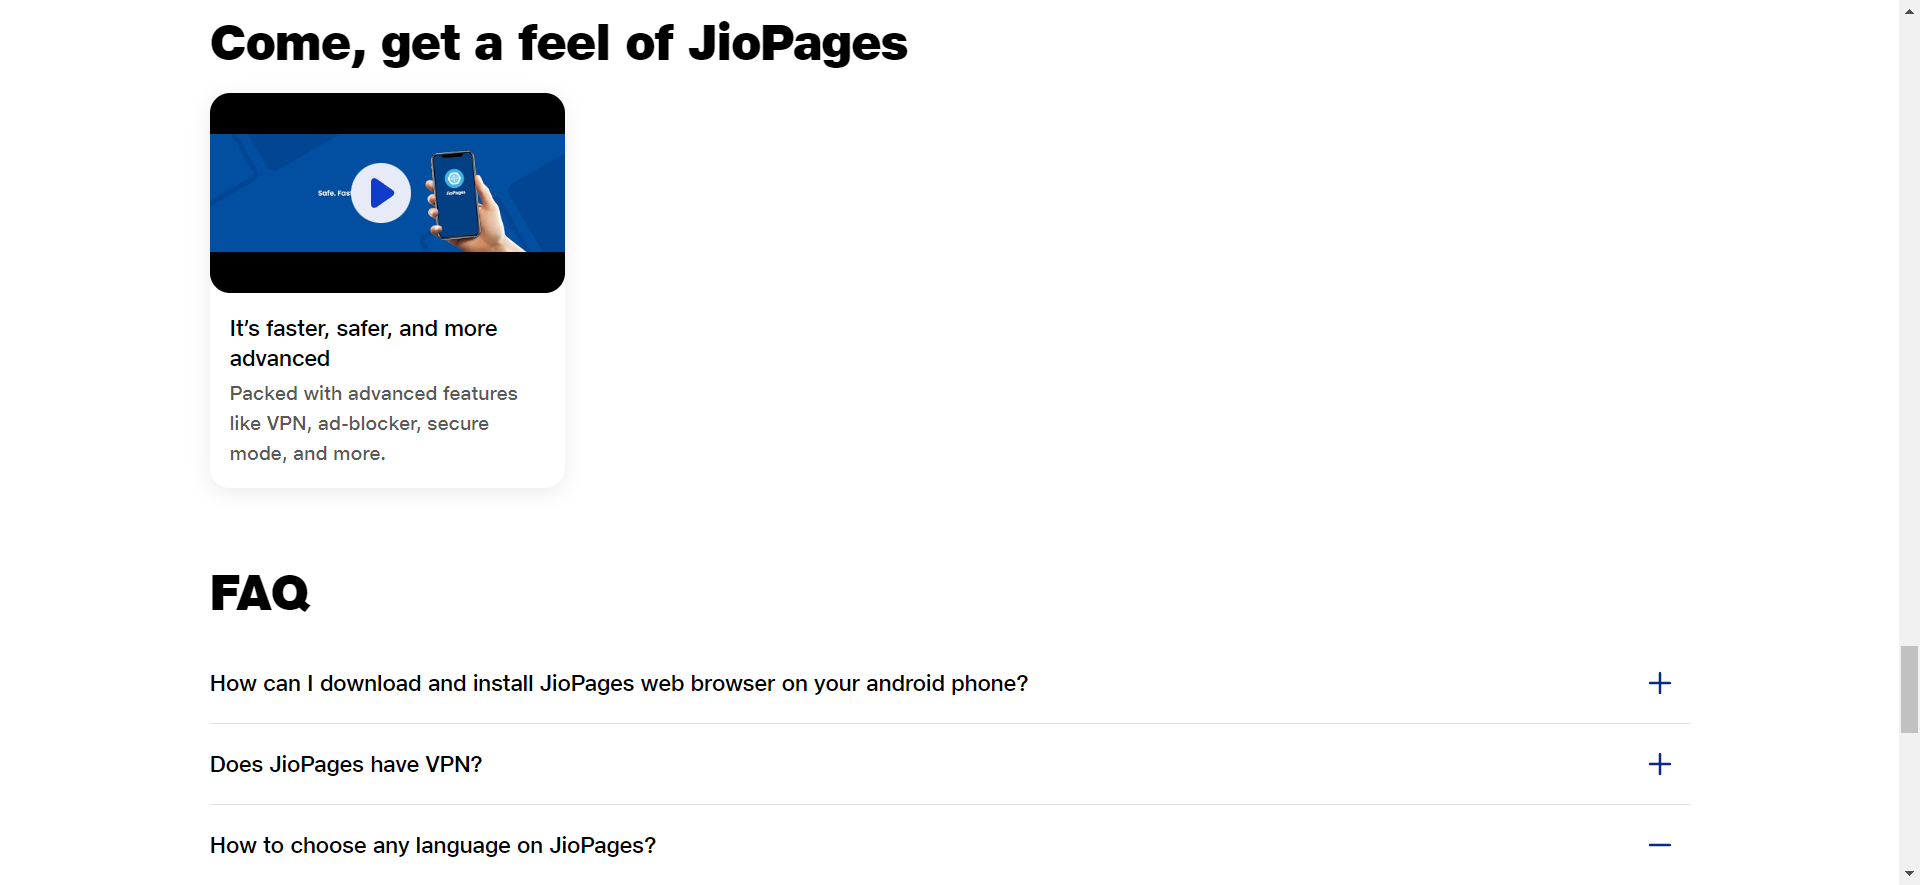 Come, get a feel of JioPages
Safe. Fas
JioPages
It’s faster, safer, and more
advanced
Packed with advanced features
like VPN, ad-blocker, secure
mode, and more.
FAQ
How can I download and install JioPages web browser on your android phone?
Does JioPages have VPN?
How to choose any language on JioPages?